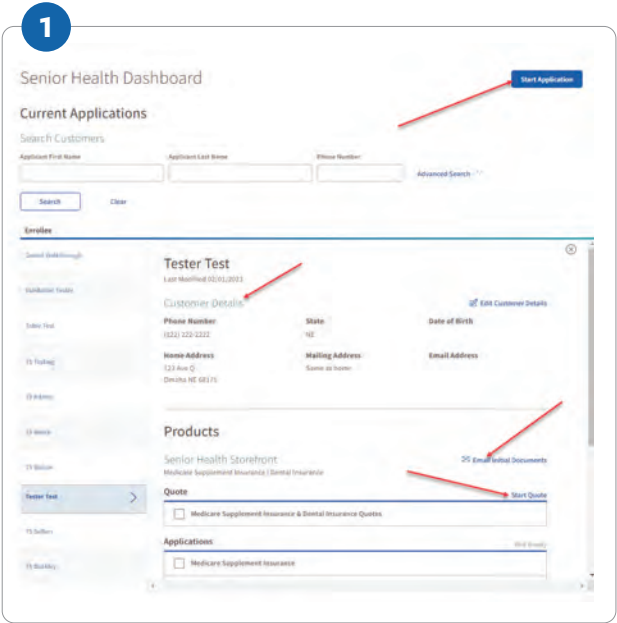 1
Senior Health Dashboard
Start Application
Current Applications
Search Customers
Applicant First Name Applicant Last Name Phone Number
Advanced Search
Search Clear
Enrollee
Tester Test
Last Modified 02/01/2023
Customer Details
Edit Customer Details
Phone Number State Date of Birth
(122) 222-2222 NE
Home Address Mailing Address Email Address
123 Ave Q Same as home
Omaha NE 68175
Products
Senior Health Storefront
Email Initial Documents
Medicare Supplement Insurance | Dental Insurance
Tester Test
Quote Start Quote
Medicare Supplement Insurance & Dental Insurance Quotes
Applications
Medicare Supplement Insurance